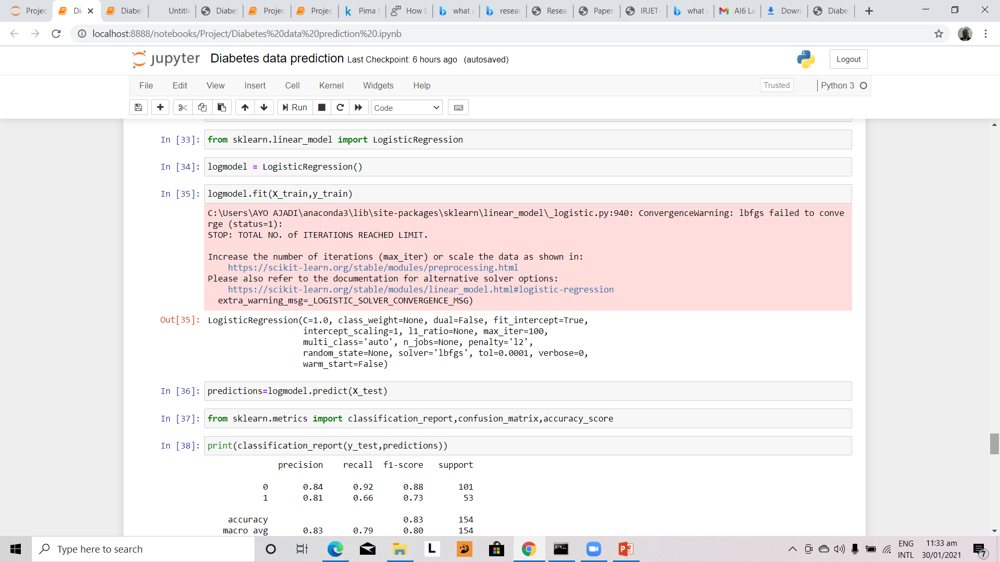 Projec
Di
Diabet
Untitle
Diabet
Projec
Projec
k Pima
How D
what c
resear
Resea
Paper
IRJET-
what c
AI6 La
Down
Diabe
localhost:8888/notebooks/Project/Diabetes%20data%20prediction%20.ipynb
jupyter Diabetes data prediction Last Checkpoint: 6 hours ago (autosaved)
Logout
File Edit View Insert Cell Kernel Widgets Help
Trusted
Python 3
Run
Code
In [33]: from sklearn.linear_model import LogisticRegression
In [34]: logmodel = LogisticRegression()
In [35]: logmodel.fit(X_train,y_train)
C:\Users\AYO AJADI\anaconda3\lib\site-packages\sklearn\linear_model\_logistic.py:940: ConvergenceWarning: lbfgs failed to conve
rge (status=1):
STOP: TOTAL NO. of ITERATIONS REACHED LIMIT.
Increase the number of iterations (max_iter) or scale the data as shown in:
https://scikit-learn.org/stable/modules/preprocessing.html
Please also refer to the documentation for alternative solver options:
https://scikit-learn.org/stable/modules/linear_model.html#logistic-regression
extra_warning_msg=_LOGISTIC_SOLVER_CONVERGENCE_MSG)
Out[35]: LogisticRegression(C=1.0, class_weight=None, dual=False, fit_intercept=True,
intercept_scaling=1, l1_ratio=None, max_iter=100,
multi_class='auto', n_jobs=None, penalty='l2',
random_state=None, solver='lbfgs', tol=0.0001, verbose=0,
warm_start=False)
In [36]: predictions=logmodel.predict(X_test)
In [37]: from sklearn.metrics import classification_report,confusion_matrix,accuracy_score
In [38]: print(classification_report(y_test,predictions))
precision recall f1-score support
0 0.84 0.92 0.88 101
1 0.81 0.66 0.73 53
accuracy 0.83 154
macro avg 0.83 0.79 0.80 154
Type here to search
L
ENG
INTL
11:33 am
30/01/2021
7